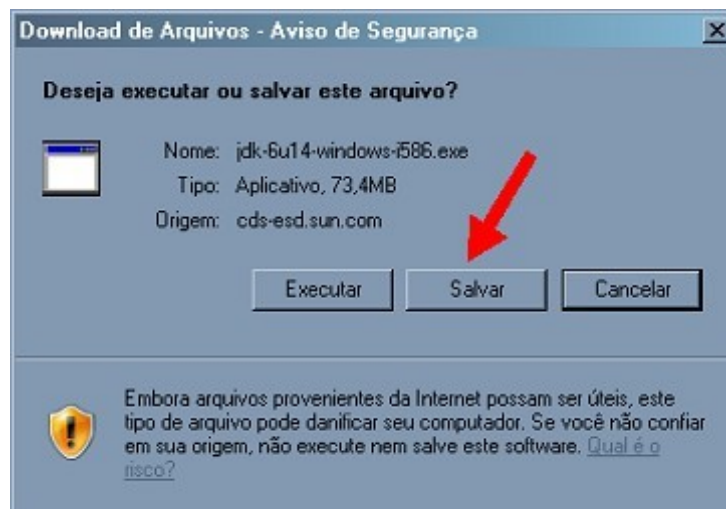 Download de Arquivos - Aviso de Segurança
Deseja executar ou salvar este arquivo?
Nome: jdk-6u14-windows-i586.exe
Tipo: Aplicativo, 73,4MB
Origem: cds-esd.sun.com
Executar Salvar Cancelar
Embora arquivos provenientes da Internet possam ser úteis, este
tipo de arquivo pode danificar seu computador. Se você não confiar
em sua origem, não execute nem salve este software. Qual é o
risco?